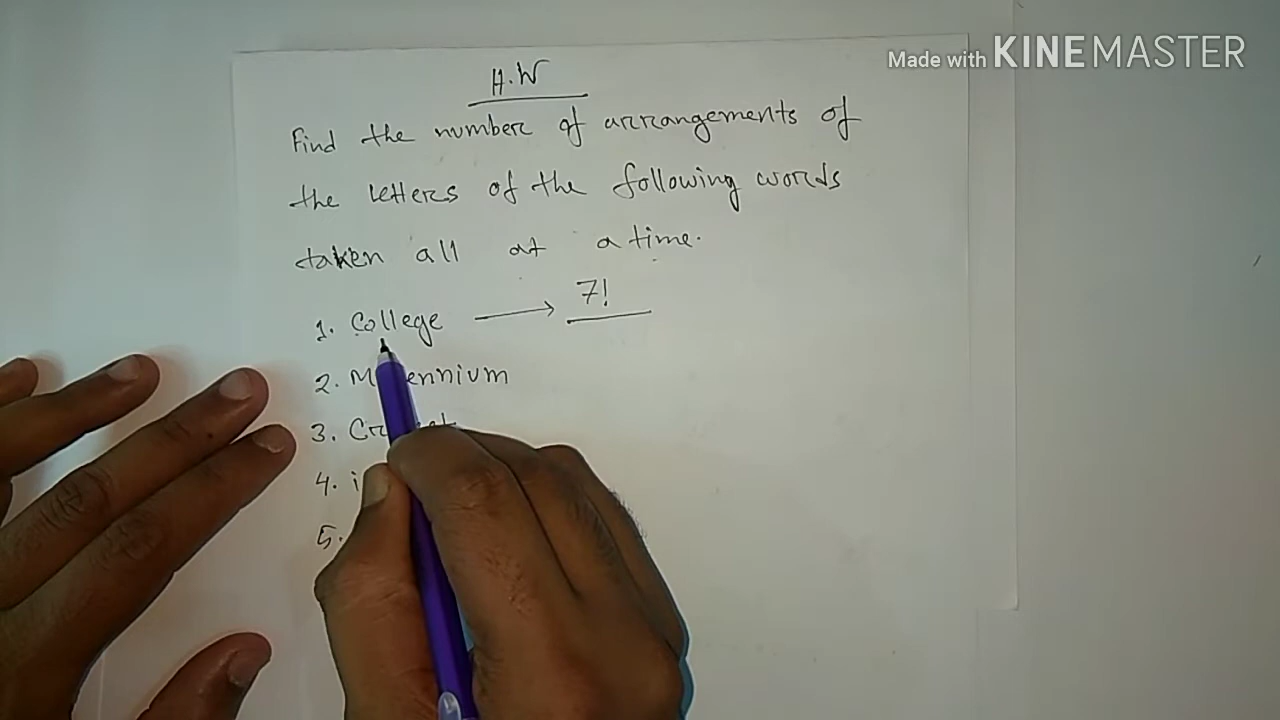 Made with KINEMASTER
H.W
Find the number of arrangements of
the letters of the following words
taken all at a time.
1. College → 7!
2. M ennium
3. Cr et
4. i
5.